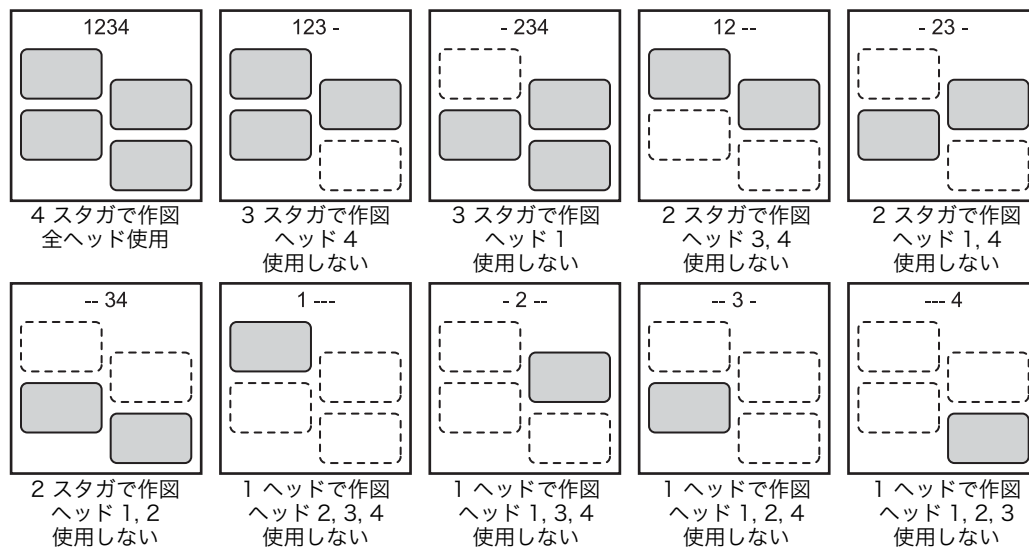 1234
4 スタガで作図
全ヘッド使用
123 -
3 スタガで作図
ヘッド 4
使用しない
- 234
3 スタガで作図
ヘッド 1
使用しない
12 --
2 スタガで作図
ヘッド 3, 4
使用しない
- 23 -
2 スタガで作図
ヘッド 1, 4
使用しない
-- 34
2 スタガで作図
ヘッド 1, 2
使用しない
1 ---
1 ヘッドで作図
ヘッド 2, 3, 4
使用しない
- 2 --
1 ヘッドで作図
ヘッド 1, 3, 4
使用しない
-- 3 -
1 ヘッドで作図
ヘッド 1, 2, 4
使用しない
--- 4
1 ヘッドで作図
ヘッド 1, 2, 3
使用しない